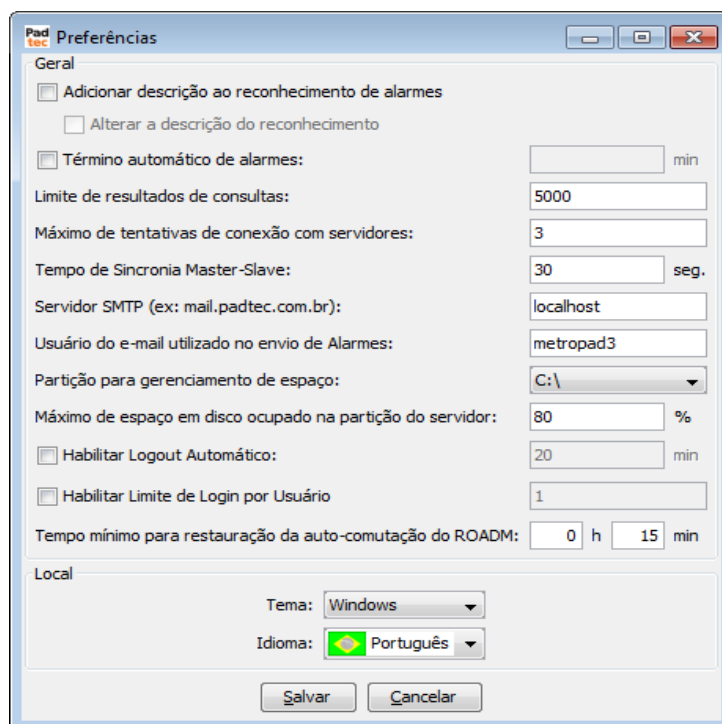 Pad tec Preferências
Geral
Adicionar descrição ao reconhecimento de alarmes
Alterar a descrição do reconhecimento
Término automático de alarmes: min
Limite de resultados de consultas: 5000
Máximo de tentativas de conexão com servidores: 3
Tempo de Sincronia Master-Slave: 30 seg.
Servidor SMTP (ex: mail.padtec.com.br): localhost
Usuário do e-mail utilizado no envio de Alarmes: metropad3
Partição para gerenciamento de espaço: C:\
Máximo de espaço em disco ocupado na partição do servidor: 80 %
Habilitar Logout Automático: 20 min
Habilitar Limite de Login por Usuário 1
Tempo mínimo para restauração da auto-comutação do ROADM: 0 h 15 min
Local
Tema: Windows
Idioma: Português
Salvar Cancelar